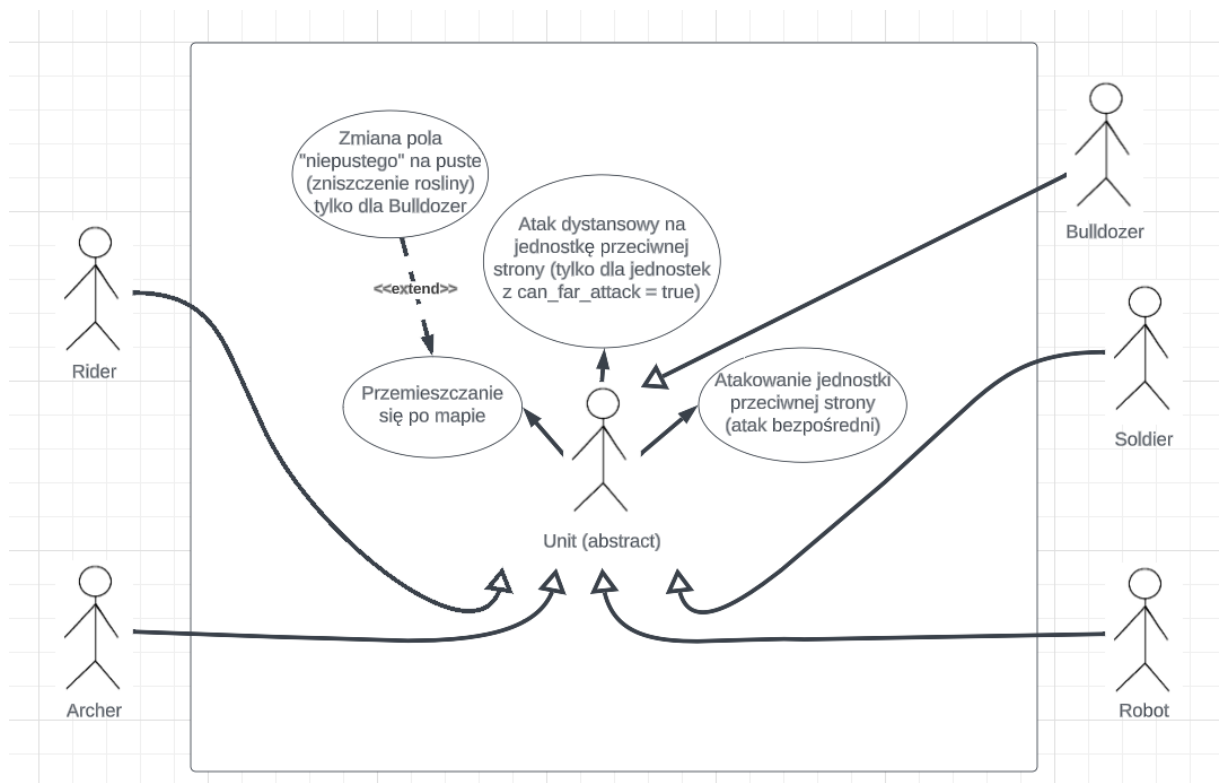 Zmiana pola
"niepustego" na puste
(zniszczenie rosliny)
tylko dla Bulldozer
Atak dystansowy na
jednostkę przeciwnej
strony (tylko dla jednostek
z can_far_attack = true)
Bulldozer
<<extend>>
Rider
Przemieszczanie
się po mapie
Atakowanie jednostki
przeciwnej strony
(atak bezpośredni)
Soldier
Unit (abstract)
Archer
Robot